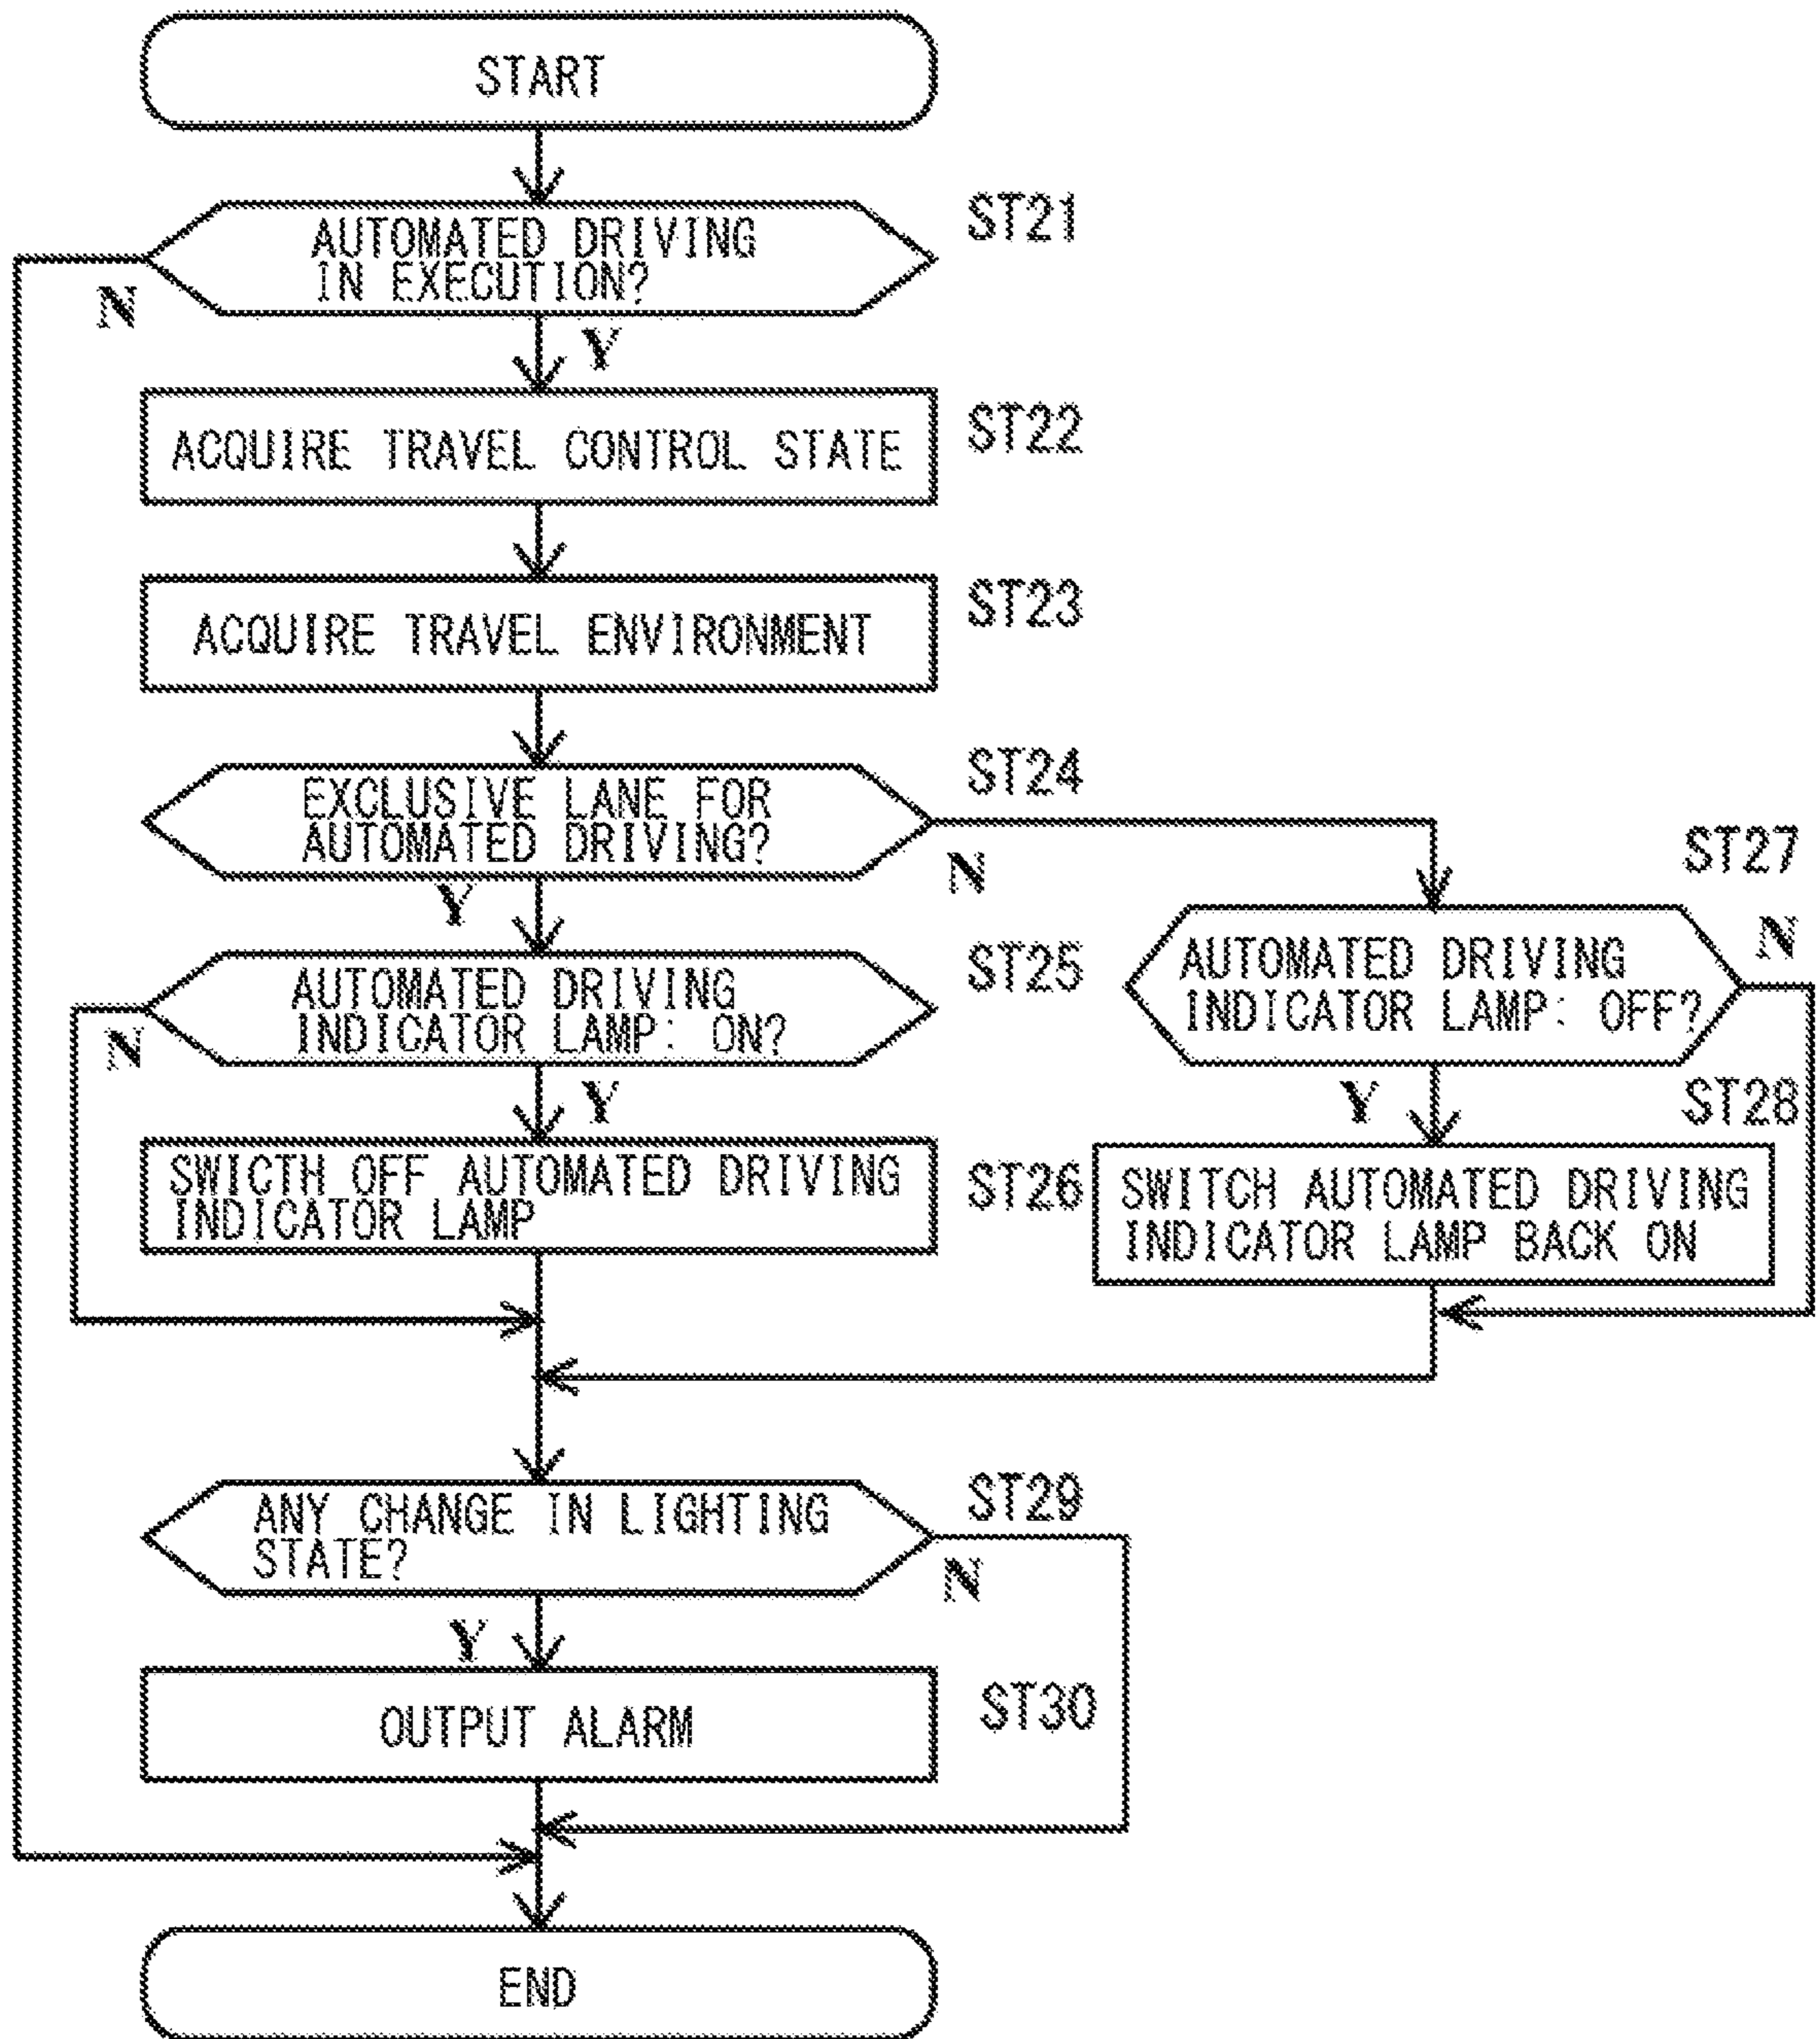 START
ST21
AUTOMATED DRIVING
IN EXECUTION?
N
Y
ST22
ACQUIRE TRAVEL CONTROL STATE
ST23
ACQUIRE TRAVEL ENVIRONMENT
ST24
EXCLUSIVE LANE FOR
AUTOMATED DRIVING?
N
Y
ST27
AUTOMATED DRIVING
INDICATOR LAMP: OFF?
N
ST25
AUTOMATED DRIVING
INDICATOR LAMP: ON?
N
Y
Y
ST28
SWICTH OFF AUTOMATED DRIVING
INDICATOR LAMP
ST26
SWITCH AUTOMATED DRIVING
INDICATOR LAMP BACK ON
ST29
ANY CHANGE IN LIGHTING
STATE?
N
Y
OUTPUT ALARM
ST30
END